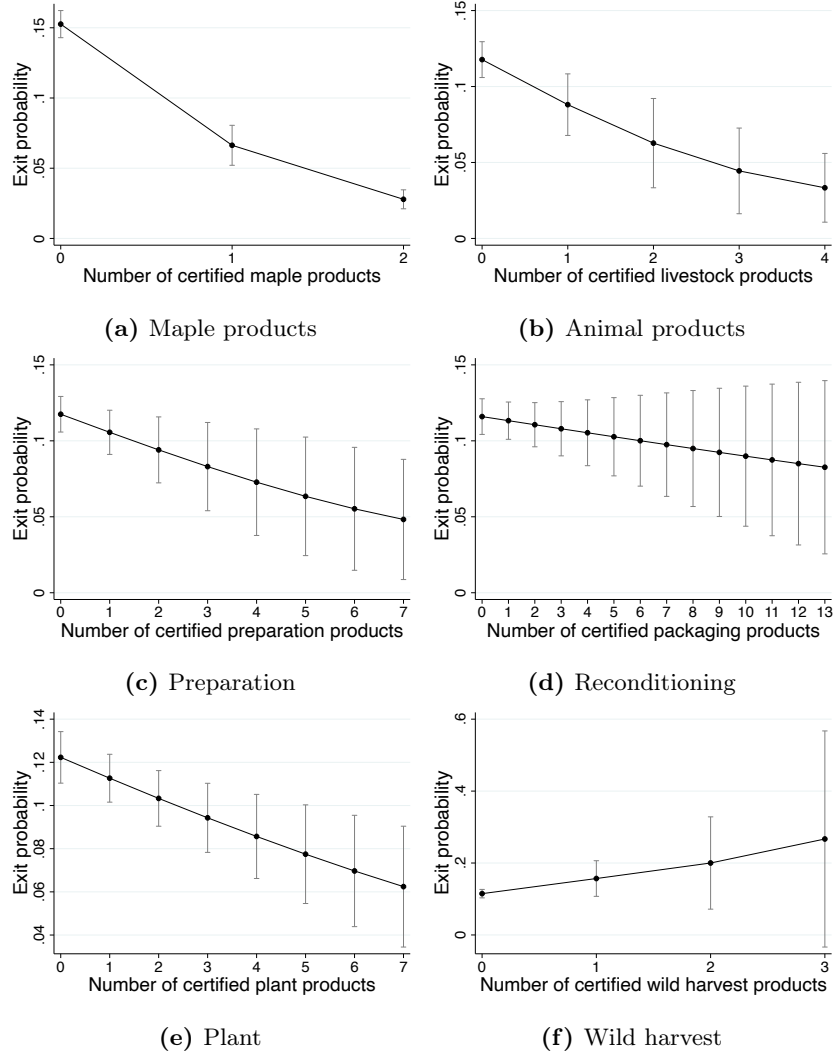 Exit probability
0 .05 .1 .15
0 1 2
Number of certified maple products
(a) Maple products
Exit probability
0 .05 .1 .15
0 1 2 3 4
Number of certified livestock products
(b) Animal products
Exit probability
0 .05 .1 .15
0 1 2 3 4 5 6 7
Number of certified preparation products
(c) Preparation
Exit probability
0 .05 .1 .15
0 1 2 3 4 5 6 7 8 9 10 11 12 13
Number of certified packaging products
(d) Reconditioning
Exit probability
.04 .06 .08 .1 .12 .14
0 1 2 3 4 5 6 7
Number of certified plant products
(e) Plant
Exit probability
0 .2 .4 .6
0 1 2 3
Number of certified wild harvest products
(f) Wild harvest